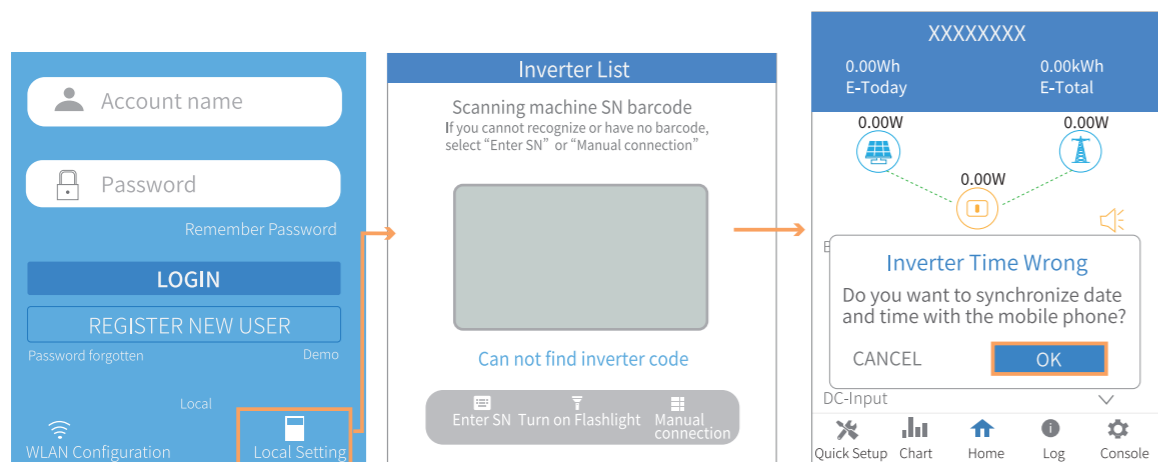 Account name
Password
Remember Password
LOGIN
REGISTER NEW USER
Password forgotten Demo
Local
WLAN Configuration Local Setting
Inverter List
Scanning machine SN barcode
If you cannot recognize or have no barcode,
select “Enter SN” or “Manual connection”
Can not find inverter code
Enter SN Turn on Flashlight Manual
connection
XXXXXXXX
0.00Wh 0.00kWh
E-Today E-Total
0.00W 0.00W
0.00W
E
Inverter Time Wrong
Do you want to synchronize date
and time with the mobile phone?
CANCEL OK
DC-Input
Quick Setup Chart Home Log Console